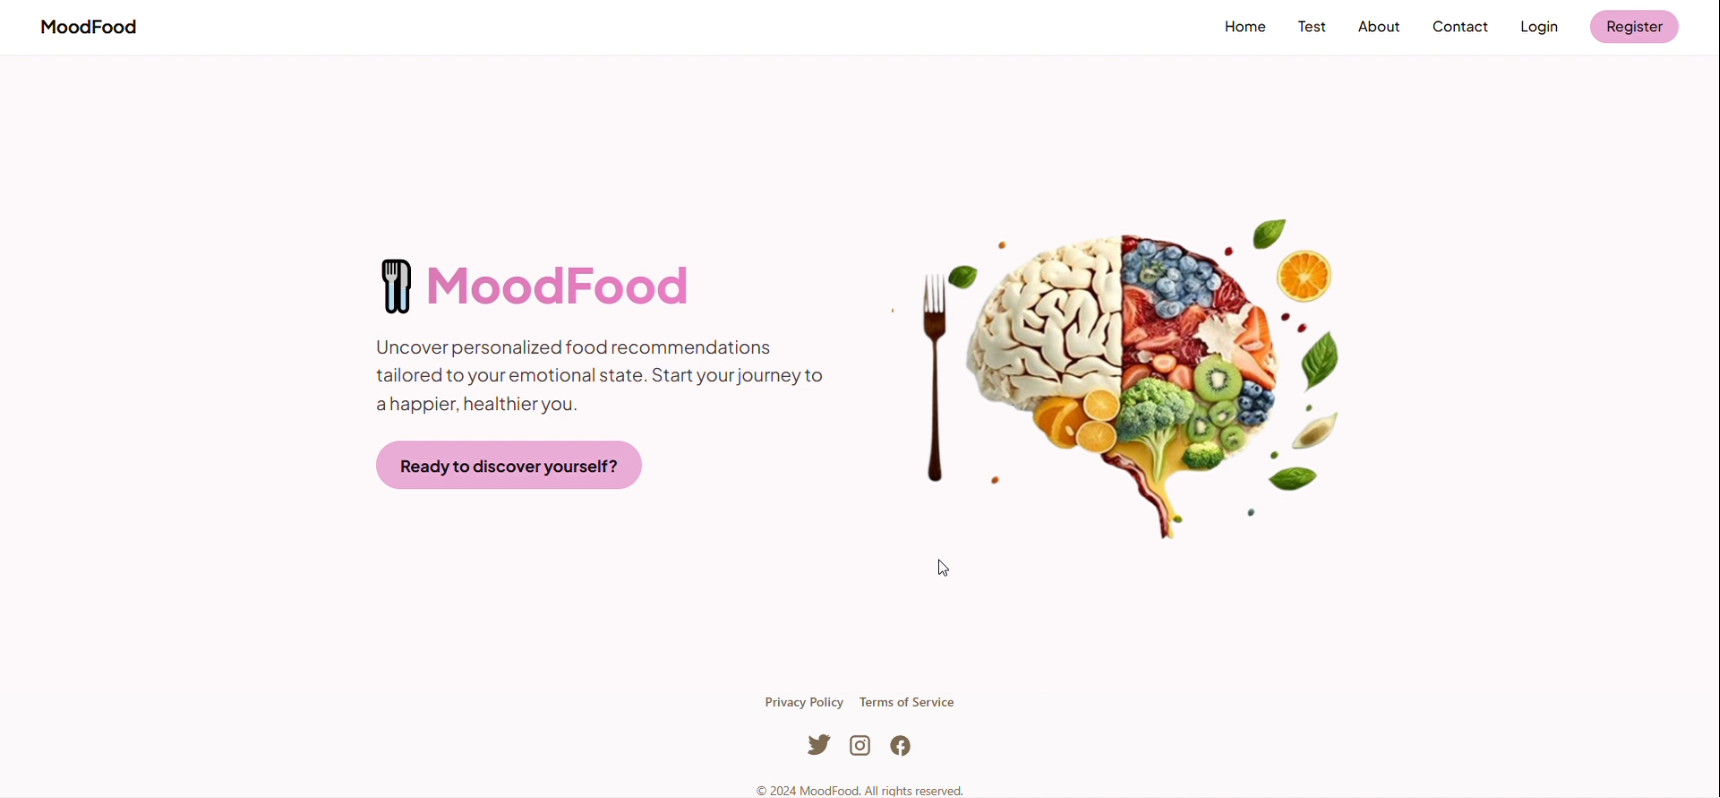 MoodFood
Home Test About Contact Login Register
MoodFood
Uncover personalized food recommendations
tailored to your emotional state. Start your journey to
a happier, healthier you.
Ready to discover yourself?
Privacy Policy Terms of Service
© 2024 MoodFood. All rights reserved.